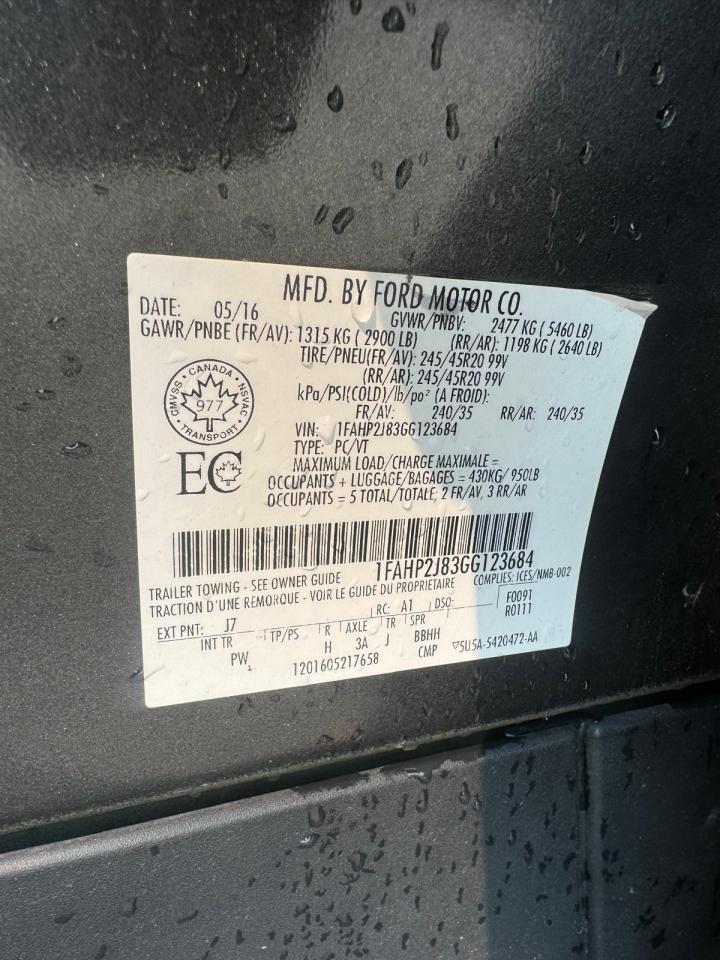 MFD. BY FORD MOTOR CO.
DATE: 05/16 GVWR/PNBV: 2477 KG ( 5460 LB)
GAWR/PNBE (FR/AV): 1315 KG ( 2900 LB) (RR/AR): 1198 KG ( 2640 LB)
TIRE/PNEU(FR/AV): 245/45R20 99V
(RR/AR): 245/45R20 99V
kPa/PSI(COLD)/lb/po² (A FROID):
FR/AV: 240/35 RR/AR: 240/35
VIN: 1FAHP2J83GG123684
TYPE: PC/VT
MAXIMUM LOAD/CHARGE MAXIMALE =
OCCUPANTS + LUGGAGE/BAGAGES = 430KG/ 950LB
OCCUPANTS = 5 TOTAL/TOTALE; 2 FR/AV, 3 RR/AR
CMVSS · CANADA · NSVAC · TRANSPORT ·
977
EC
1FAHP2J83GG123684
TRAILER TOWING - SEE OWNER GUIDE COMPLIES: ICES/NMB-002
TRACTION D'UNE REMORQUE - VOIR LE GUIDE DU PROPRIETAIRE
EXT PNT: J7 RC: A1 DSO: F0091
R0111
INT TR TP/PS R AXLE TR SPR
PW H 3A J BBHH
CMP ▽5U5A-5420472-AA
1201605217658